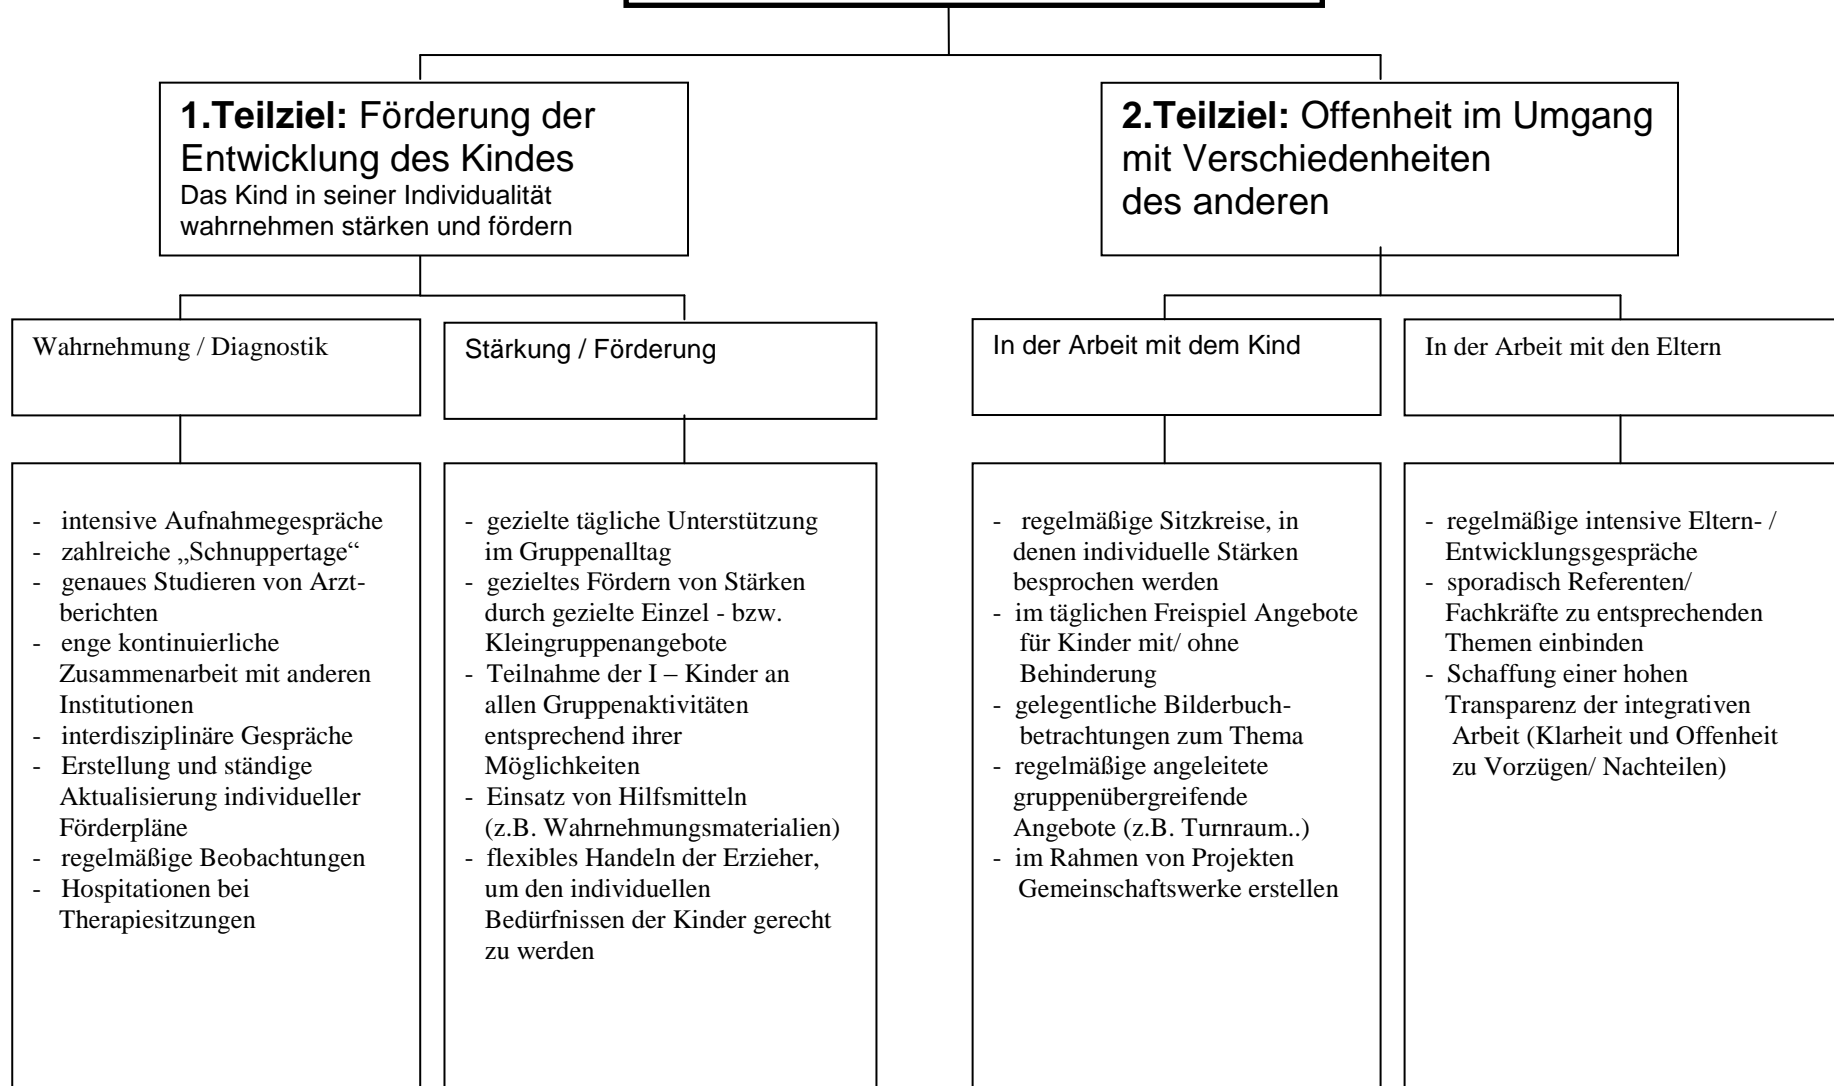 1.Teilziel: Förderung der
Entwicklung des Kindes
Das Kind in seiner Individualität
wahrnehmen stärken und fördern
2.Teilziel: Offenheit im Umgang
mit Verschiedenheiten
des anderen
Wahrnehmung / Diagnostik
Stärkung / Förderung
In der Arbeit mit dem Kind
In der Arbeit mit den Eltern
- intensive Aufnahmegespräche
- zahlreiche „Schnuppertage“
- genaues Studieren von Arzt-
berichten
- enge kontinuierliche
Zusammenarbeit mit anderen
Institutionen
- interdisziplinäre Gespräche
- Erstellung und ständige
Aktualisierung individueller
Förderpläne
- regelmäßige Beobachtungen
- Hospitationen bei
Therapiesitzungen
- gezielte tägliche Unterstützung
im Gruppenalltag
- gezieltes Fördern von Stärken
durch gezielte Einzel - bzw.
Kleingruppenangebote
- Teilnahme der I – Kinder an
allen Gruppenaktivitäten
entsprechend ihrer
Möglichkeiten
- Einsatz von Hilfsmitteln
(z.B. Wahrnehmungsmaterialien)
- flexibles Handeln der Erzieher,
um den individuellen
Bedürfnissen der Kinder gerecht
zu werden
- regelmäßige Sitzkreise, in
denen individuelle Stärken
besprochen werden
- im täglichen Freispiel Angebote
für Kinder mit/ ohne
Behinderung
- gelegentliche Bilderbuch-
betrachtungen zum Thema
- regelmäßige angeleitete
gruppenübergreifende
Angebote (z.B. Turnraum..)
- im Rahmen von Projekten
Gemeinschaftswerke erstellen
- regelmäßige intensive Eltern- /
Entwicklungsgespräche
- sporadisch Referenten/
Fachkräfte zu entsprechenden
Themen einbinden
- Schaffung einer hohen
Transparenz der integrativen
Arbeit (Klarheit und Offenheit
zu Vorzügen/ Nachteilen)